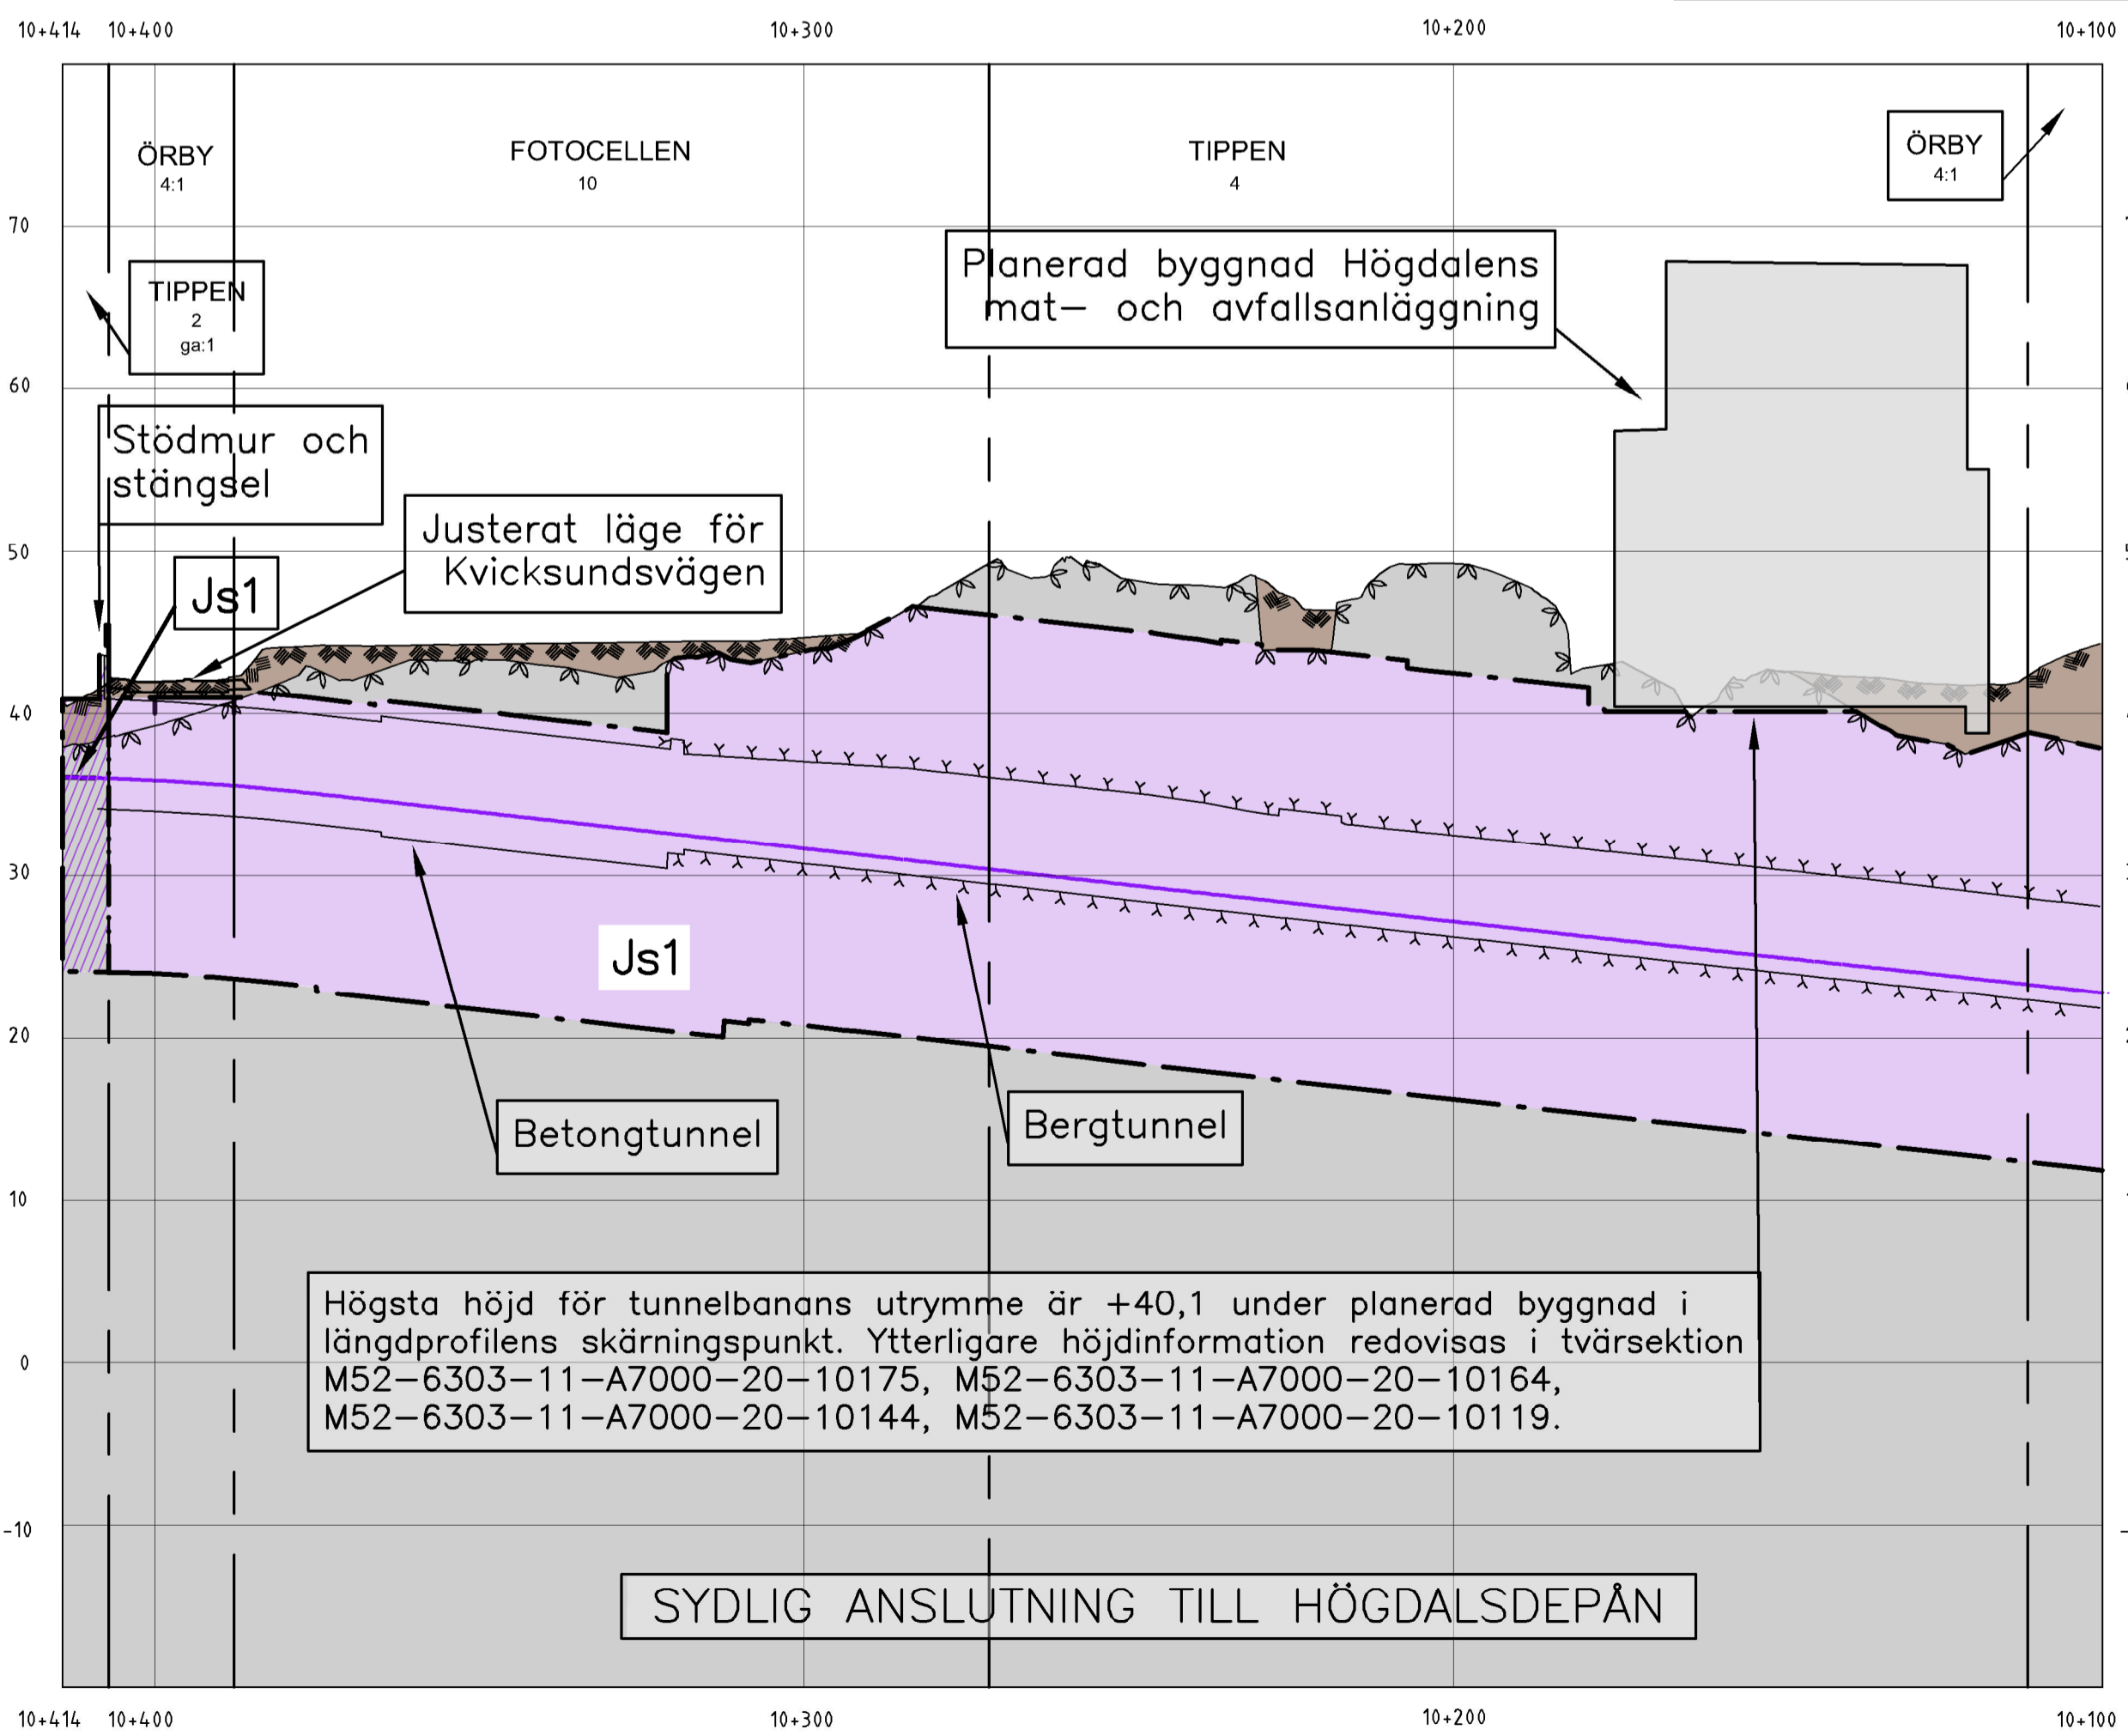 10+414 10+400 10+300 10+200 10+100
ÖRBY
4:1
FOTOCELLEN
10
TIPPEN
4
ÖRBY
4:1
70
TIPPEN
2
ga:1
Planerad byggnad Högdalens
mat– och avfallsanläggning
60
Stödmur och
stängsel
Justerat läge för
Kvicksundsvägen
50
Js1
40
30
Js1
20
Betongtunnel
Bergtunnel
10
Högsta höjd för tunnelbanans utrymme är +40,1 under planerad byggnad i
längdprofilens skärningspunkt. Ytterligare höjdinformation redovisas i tvärsektion
M52–6303–11–A7000–20–10175, M52–6303–11–A7000–20–10164,
M52–6303–11–A7000–20–10144, M52–6303–11–A7000–20–10119.
0
-10
SYDLIG ANSLUTNING TILL HÖGDALSDEPÅN
10+414 10+400 10+300 10+200 10+100